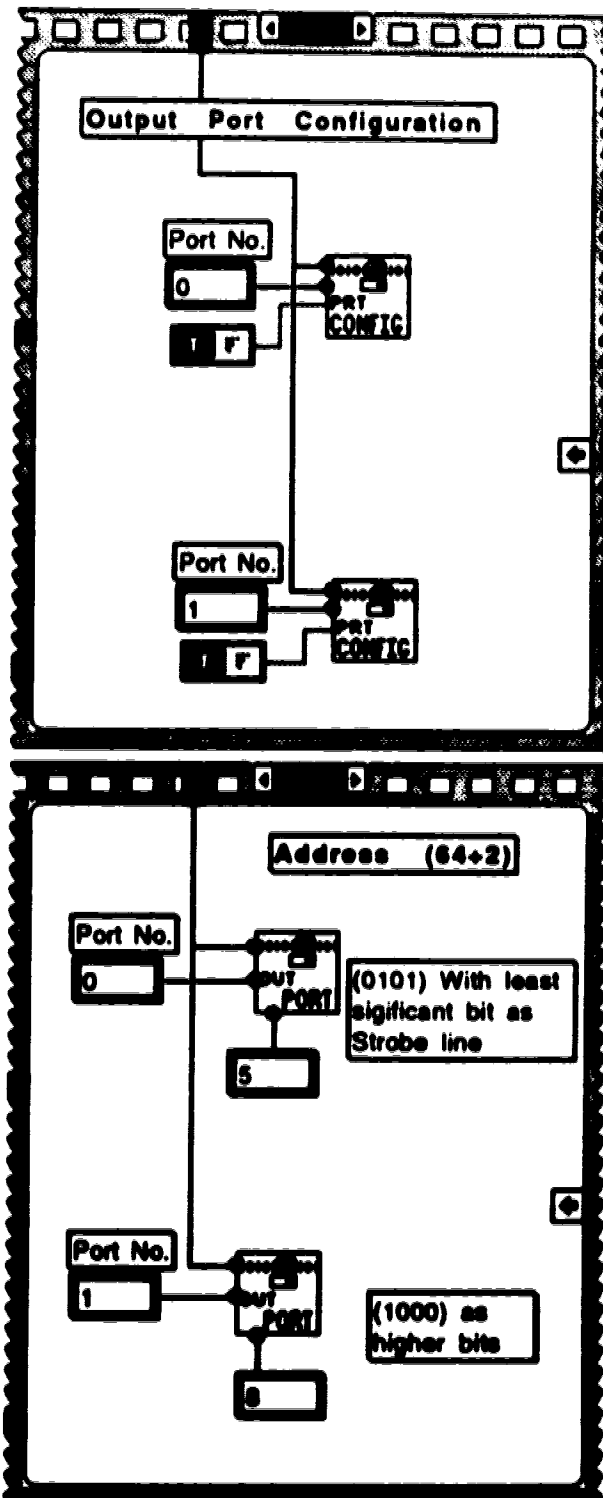 Output Port Configuration
Port No.
0
PRT
CONFIG
T F
Port No.
1
PRT
CONFIG
T F
Address (64+2)
Port No.
0
OUT
PORT
(0101) With least
sigificant bit as
Strobe line
5
Port No.
1
OUT
PORT
(1000) as
higher bits
8